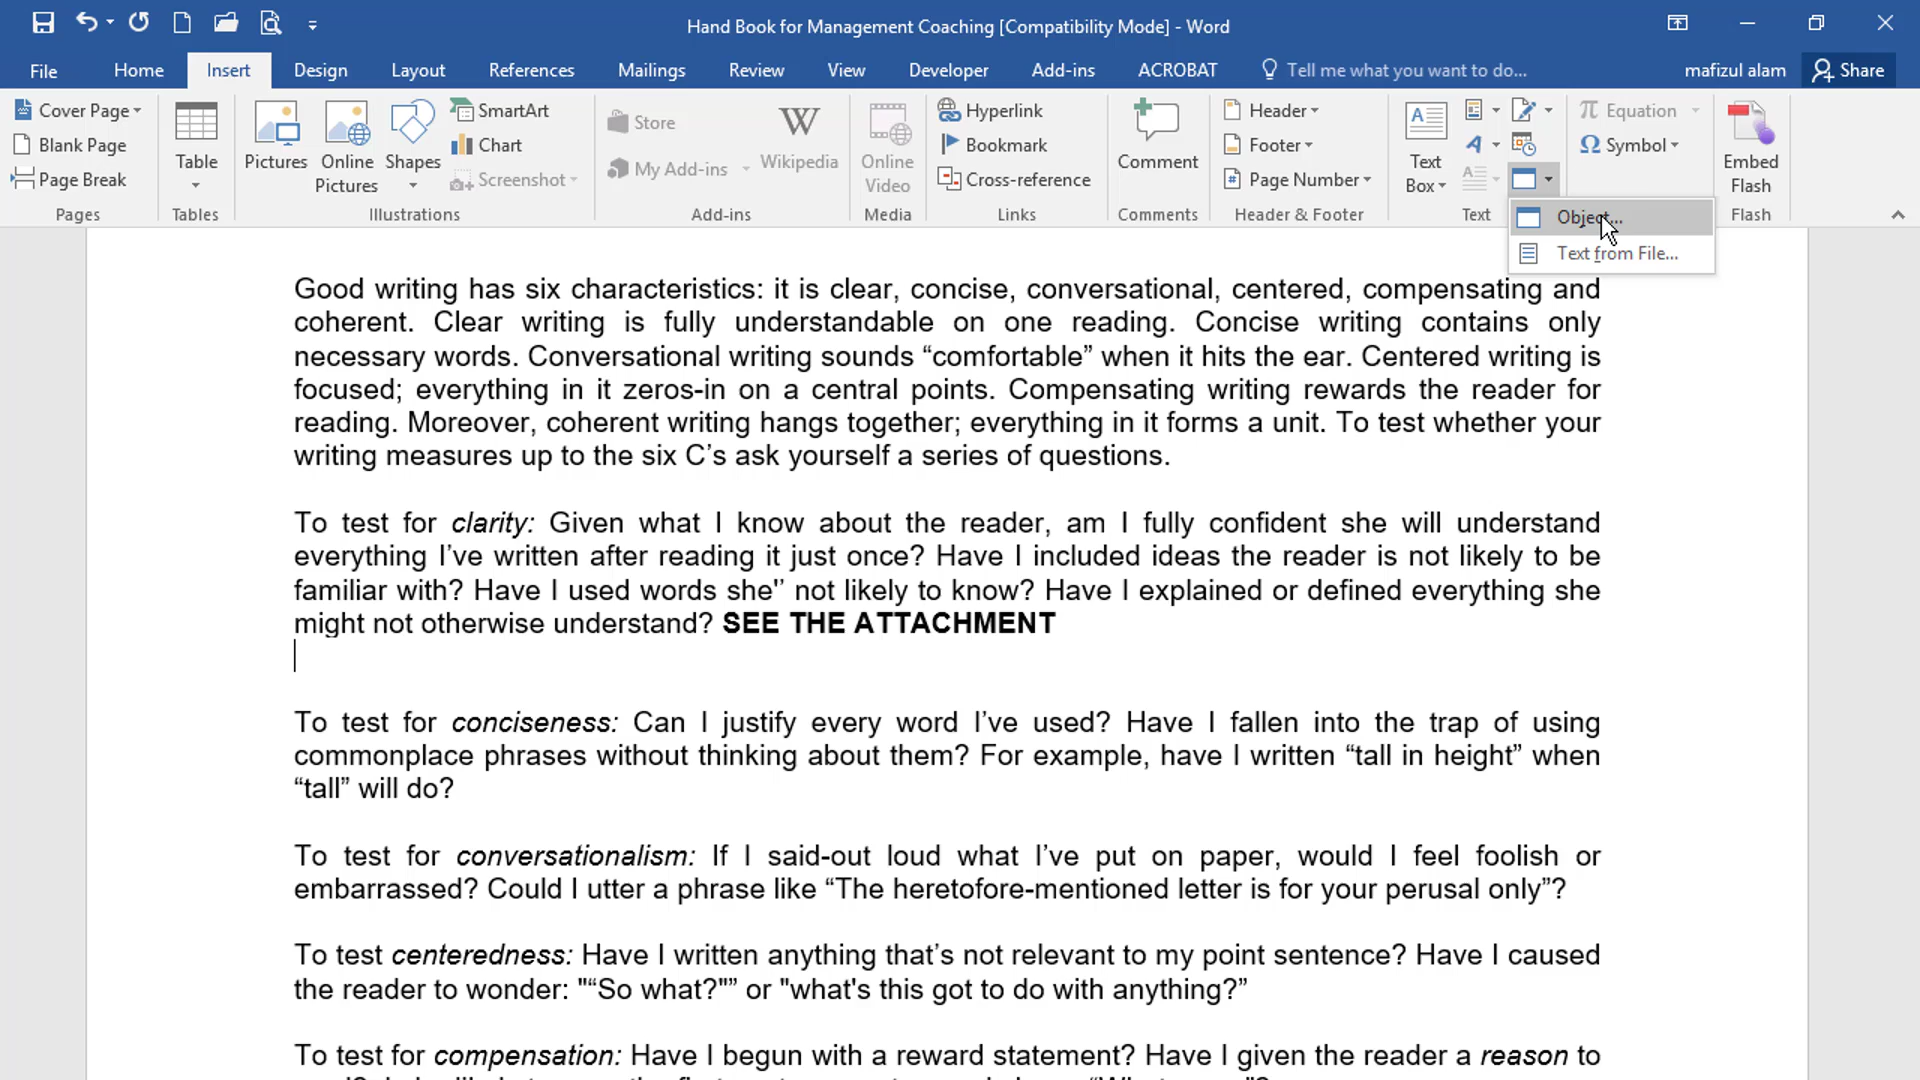 Hand Book for Management Coaching [Compatibility Mode] - Word
File Home Insert Design Layout References Mailings Review View Developer Add-ins ACROBAT Tell me what you want to do... mafizul alam Share
Cover Page
Blank Page
Page Break
Pages
Table
Tables
Pictures
Online Pictures
Shapes
SmartArt
Chart
Screenshot
Illustrations
Store
My Add-ins
Wikipedia
Add-ins
Online Video
Media
Hyperlink
Bookmark
Cross-reference
Links
Comment
Comments
Header
Footer
Page Number
Header & Footer
Text Box
Text
Equation
Symbol
Embed Flash
Flash
Object...
Text from File...
Good writing has six characteristics: it is clear, concise, conversational, centered, compensating and
coherent. Clear writing is fully understandable on one reading. Concise writing contains only
necessary words. Conversational writing sounds “comfortable” when it hits the ear. Centered writing is
focused; everything in it zeros-in on a central points. Compensating writing rewards the reader for
reading. Moreover, coherent writing hangs together; everything in it forms a unit. To test whether your
writing measures up to the six C’s ask yourself a series of questions.
To test for clarity: Given what I know about the reader, am I fully confident she will understand
everything I’ve written after reading it just once? Have I included ideas the reader is not likely to be
familiar with? Have I used words she'’ not likely to know? Have I explained or defined everything she
might not otherwise understand? SEE THE ATTACHMENT
To test for conciseness: Can I justify every word I’ve used? Have I fallen into the trap of using
commonplace phrases without thinking about them? For example, have I written “tall in height” when
“tall” will do?
To test for conversationalism: If I said-out loud what I’ve put on paper, would I feel foolish or
embarrassed? Could I utter a phrase like “The heretofore-mentioned letter is for your perusal only”?
To test centeredness: Have I written anything that’s not relevant to my point sentence? Have I caused
the reader to wonder: "“So what?"” or "what's this got to do with anything?”
To test for compensation: Have I begun with a reward statement? Have I given the reader a reason to